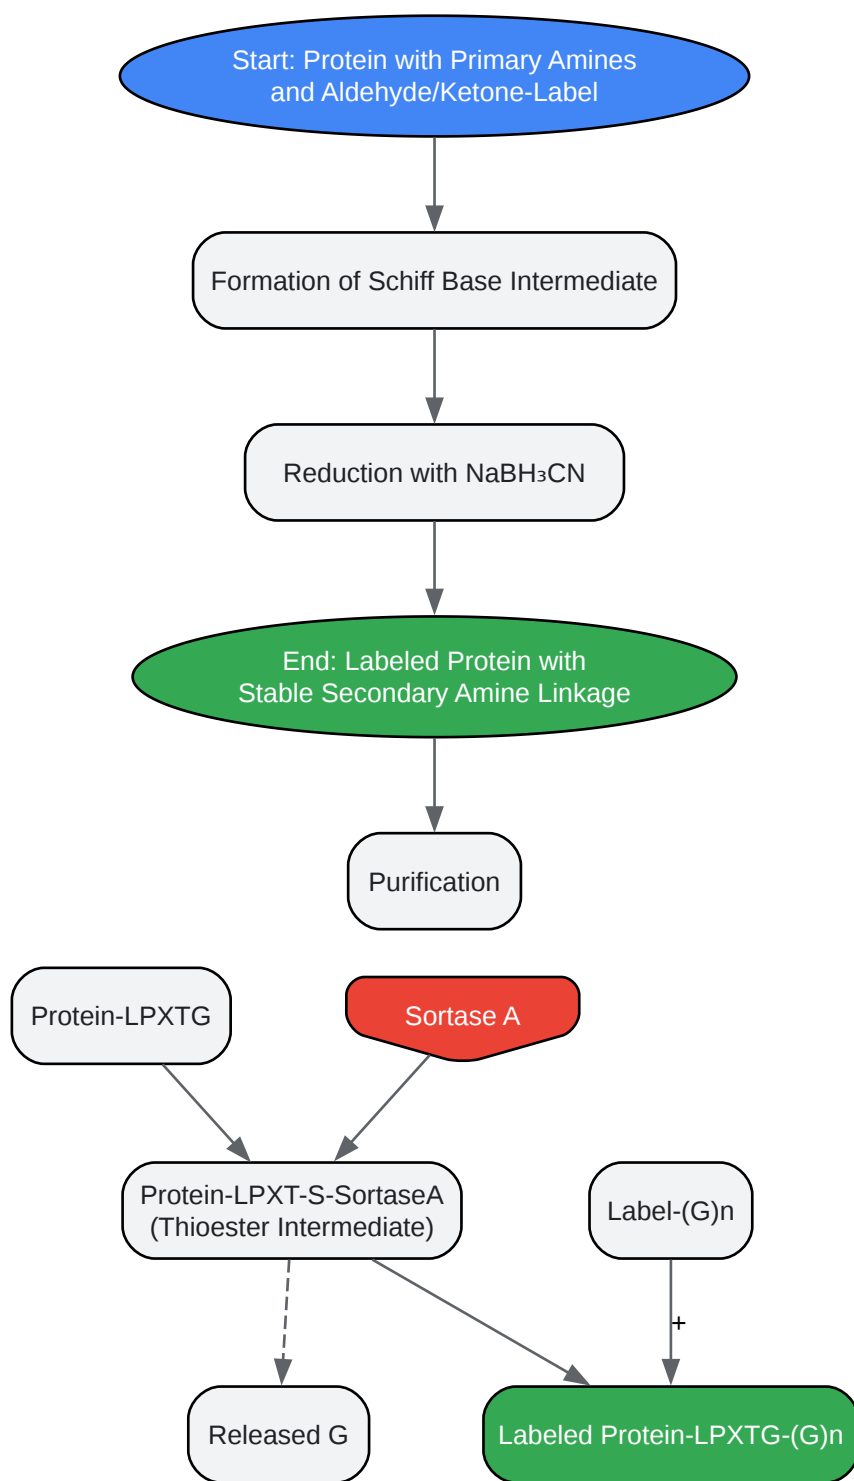 Start: Protein with Primary Amines
and Aldehyde/Ketone-Label
Formation of Schiff Base Intermediate
Reduction with NaBH₃CN
End: Labeled Protein with
Stable Secondary Amine Linkage
Purification
Protein-LPXTG
Sortase A
Protein-LPXT-S-SortaseA
(Thioester Intermediate)
Label-(G)n
+
Released G
Labeled Protein-LPXTG-(G)n